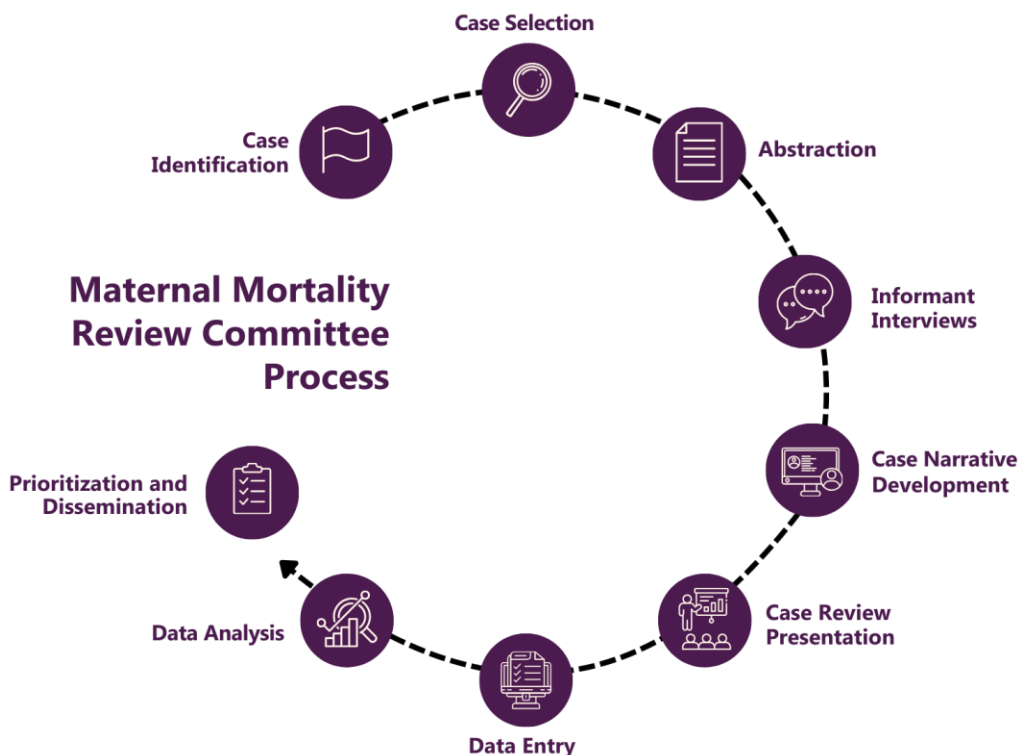 Case Selection
Case
Identification
Abstraction
Maternal Mortality
Review Committee
Process
Informant
Interviews
Case Narrative
Development
Case Review
Presentation
Data Entry
Data Analysis
Prioritization and
Dissemination